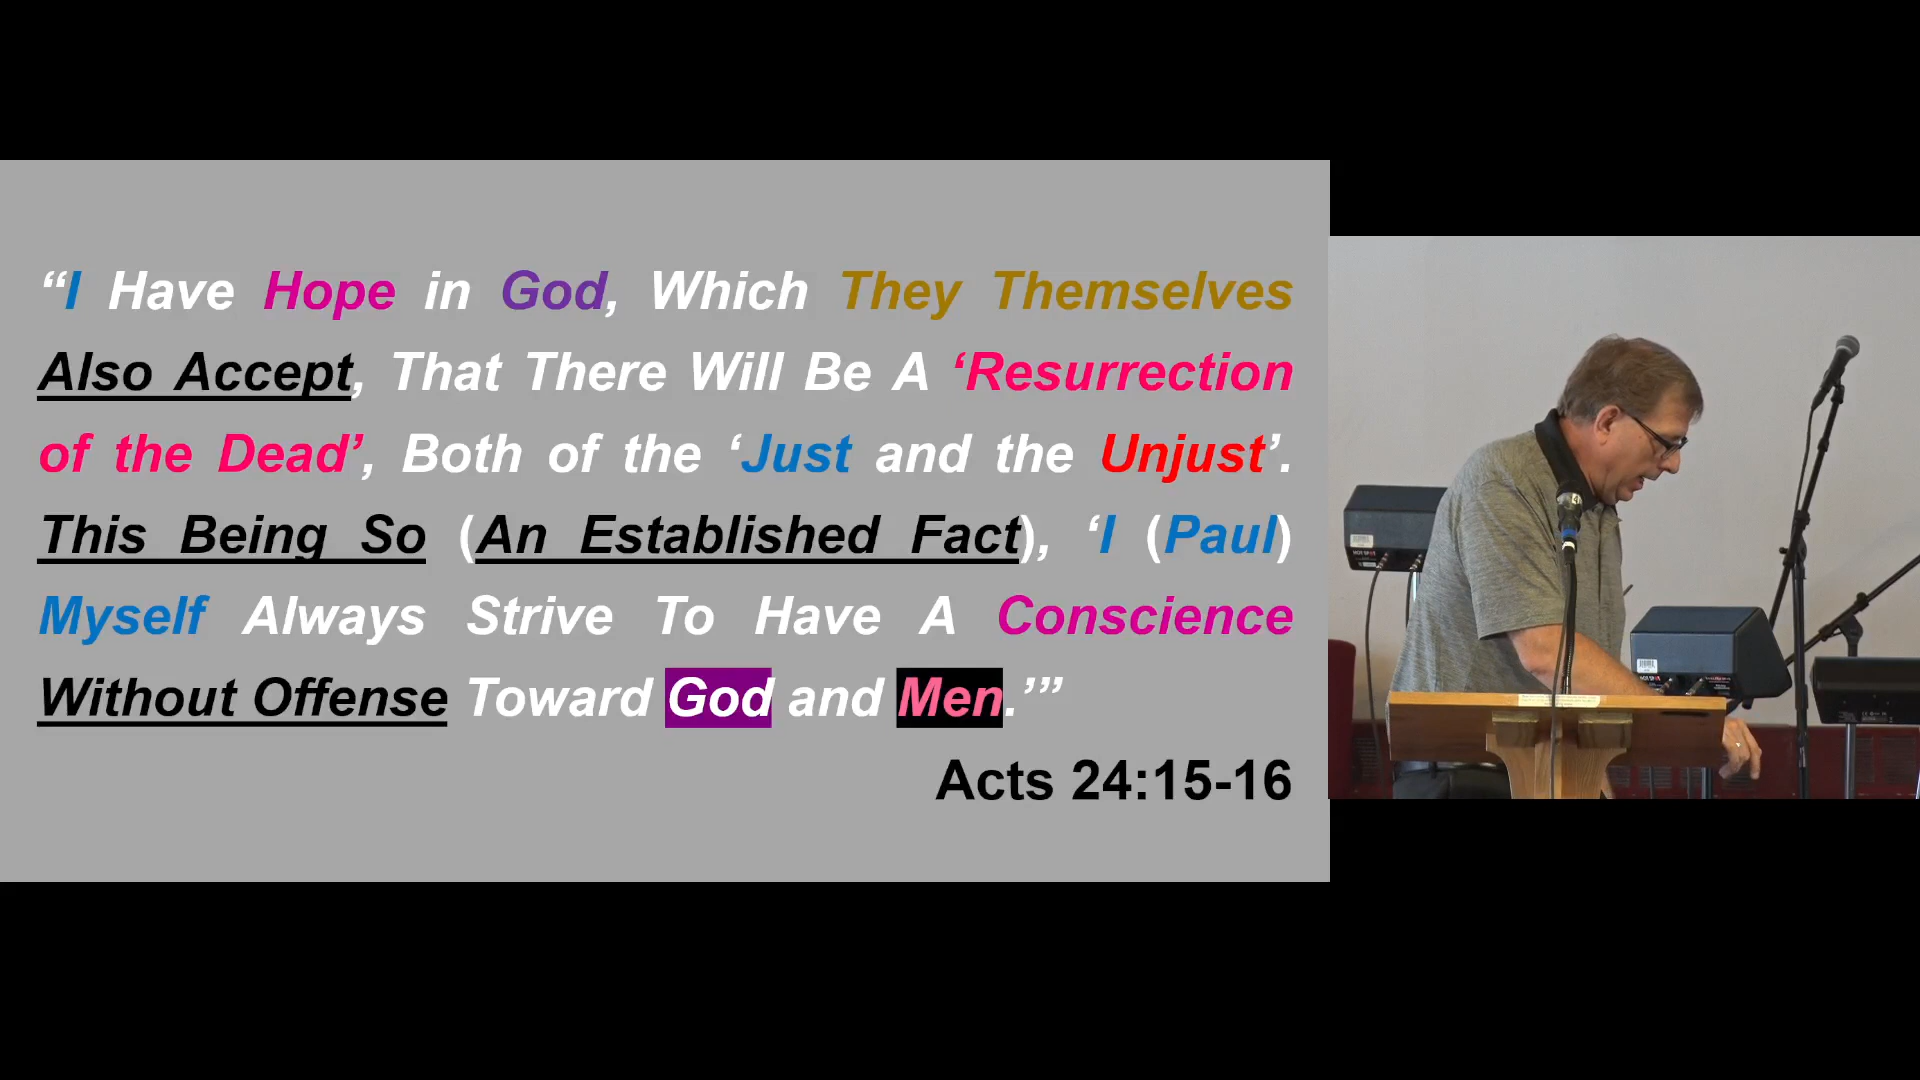 “I Have Hope in God, Which They Themselves
Also Accept, That There Will Be A ‘Resurrection
of the Dead’, Both of the ‘Just and the Unjust’.
This Being So (An Established Fact), ‘I (Paul)
Myself Always Strive To Have A Conscience
Without Offense Toward God and Men.’”
Acts 24:15-16
HOT SPOT